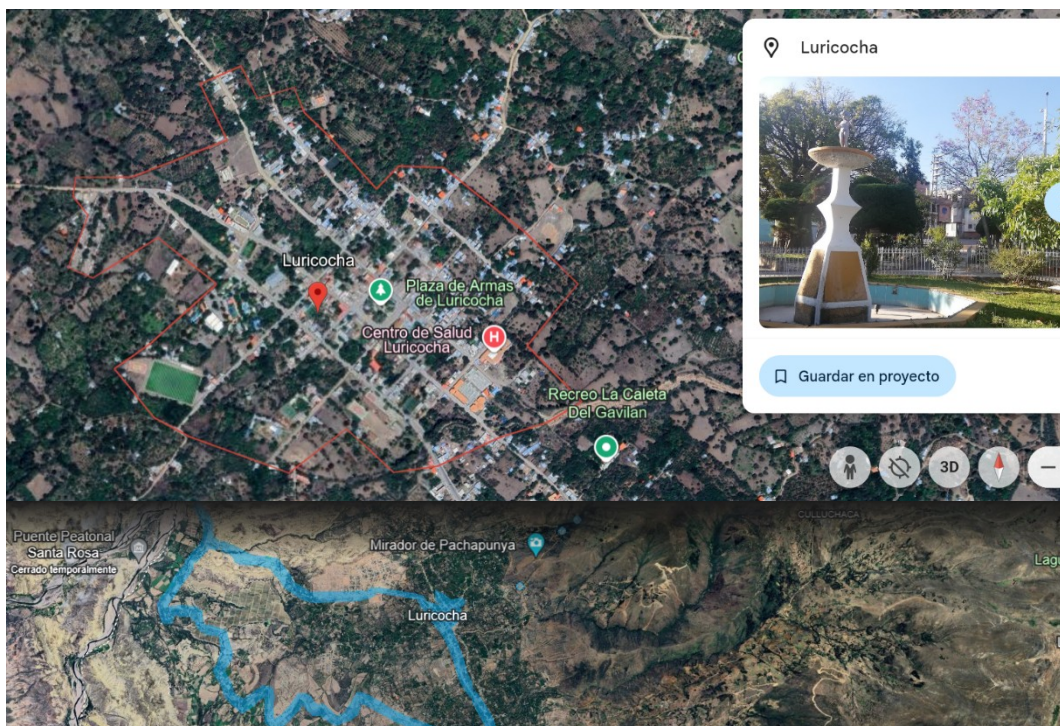 Luricocha
Luricocha
Plaza de Armas
de Luricocha
Centro de Salud
Luricocha
H
Recreo La Caleta
Del Gavilan
Guardar en proyecto
3D
CULLUCHACA
Puente Peatonal
Santa Rosa
Cerrado temporalmente
Mirador de Pachapunya
Luricocha
Lagu